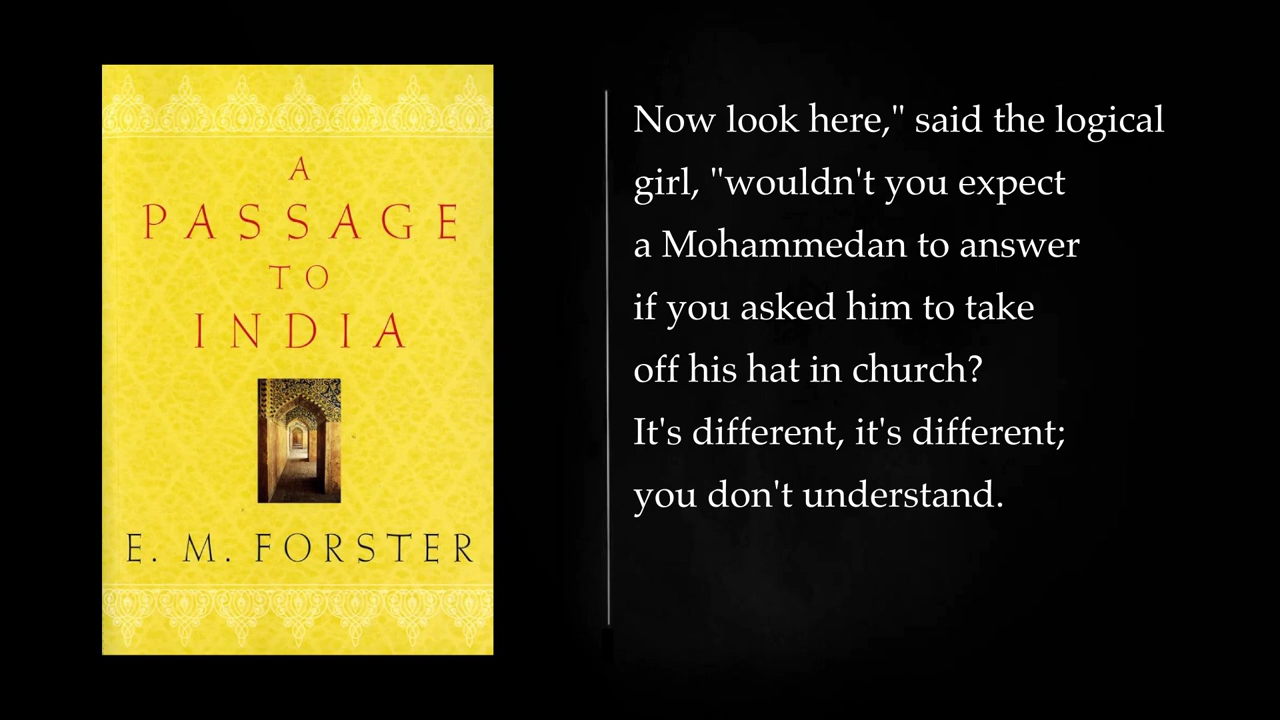 A
PASSAGE
TO
INDIA
E. M. FORSTER
Now look here," said the logical
girl, "wouldn't you expect
a Mohammedan to answer
if you asked him to take
off his hat in church?
It's different, it's different;
you don't understand.